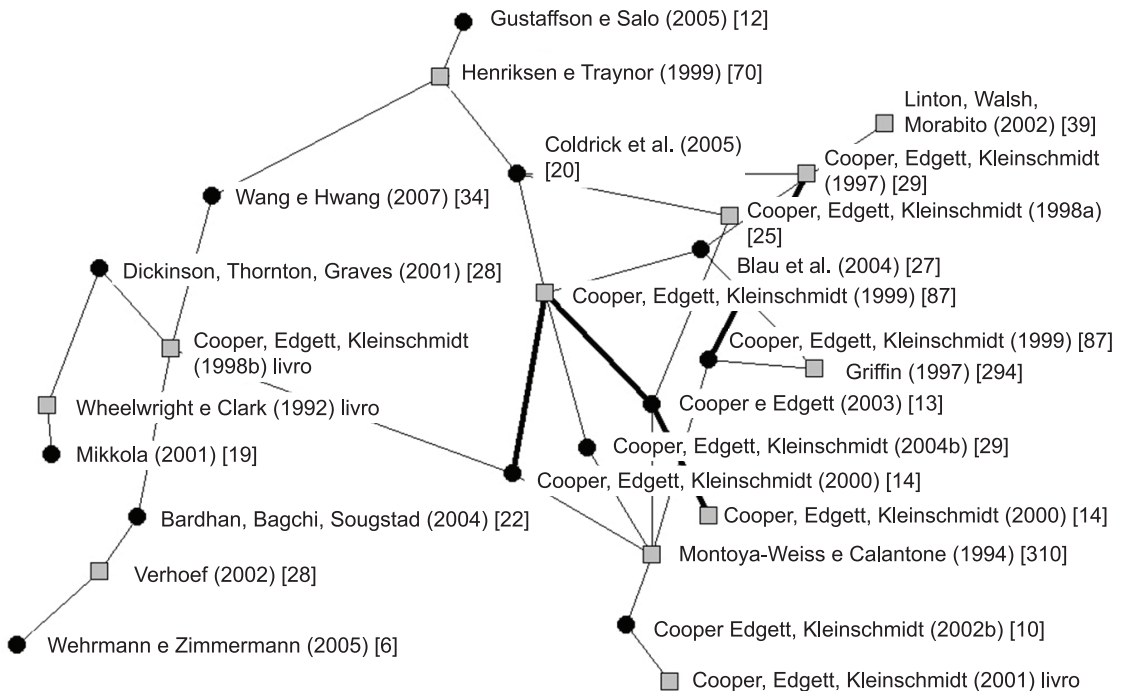 Gustaffson e Salo (2005) [12]
Henriksen e Traynor (1999) [70]
Linton, Walsh,
Morabito (2002) [39]
Coldrick et al. (2005)
[20]
Cooper, Edgett, Kleinschmidt
(1997) [29]
Wang e Hwang (2007) [34]
Cooper, Edgett, Kleinschmidt (1998a)
[25]
Dickinson, Thornton, Graves (2001) [28]
Blau et al. (2004) [27]
Cooper, Edgett, Kleinschmidt (1999) [87]
Cooper, Edgett, Kleinschmidt
(1998b) livro
Cooper, Edgett, Kleinschmidt (1999) [87]
Griffin (1997) [294]
Wheelwright e Clark (1992) livro
Cooper e Edgett (2003) [13]
Mikkola (2001) [19]
Cooper, Edgett, Kleinschmidt (2004b) [29]
Cooper, Edgett, Kleinschmidt (2000) [14]
Bardhan, Bagchi, Sougstad (2004) [22]
Cooper, Edgett, Kleinschmidt (2000) [14]
Montoya-Weiss e Calantone (1994) [310]
Verhoef (2002) [28]
Cooper Edgett, Kleinschmidt (2002b) [10]
Wehrmann e Zimmermann (2005) [6]
Cooper, Edgett, Kleinschmidt (2001) livro